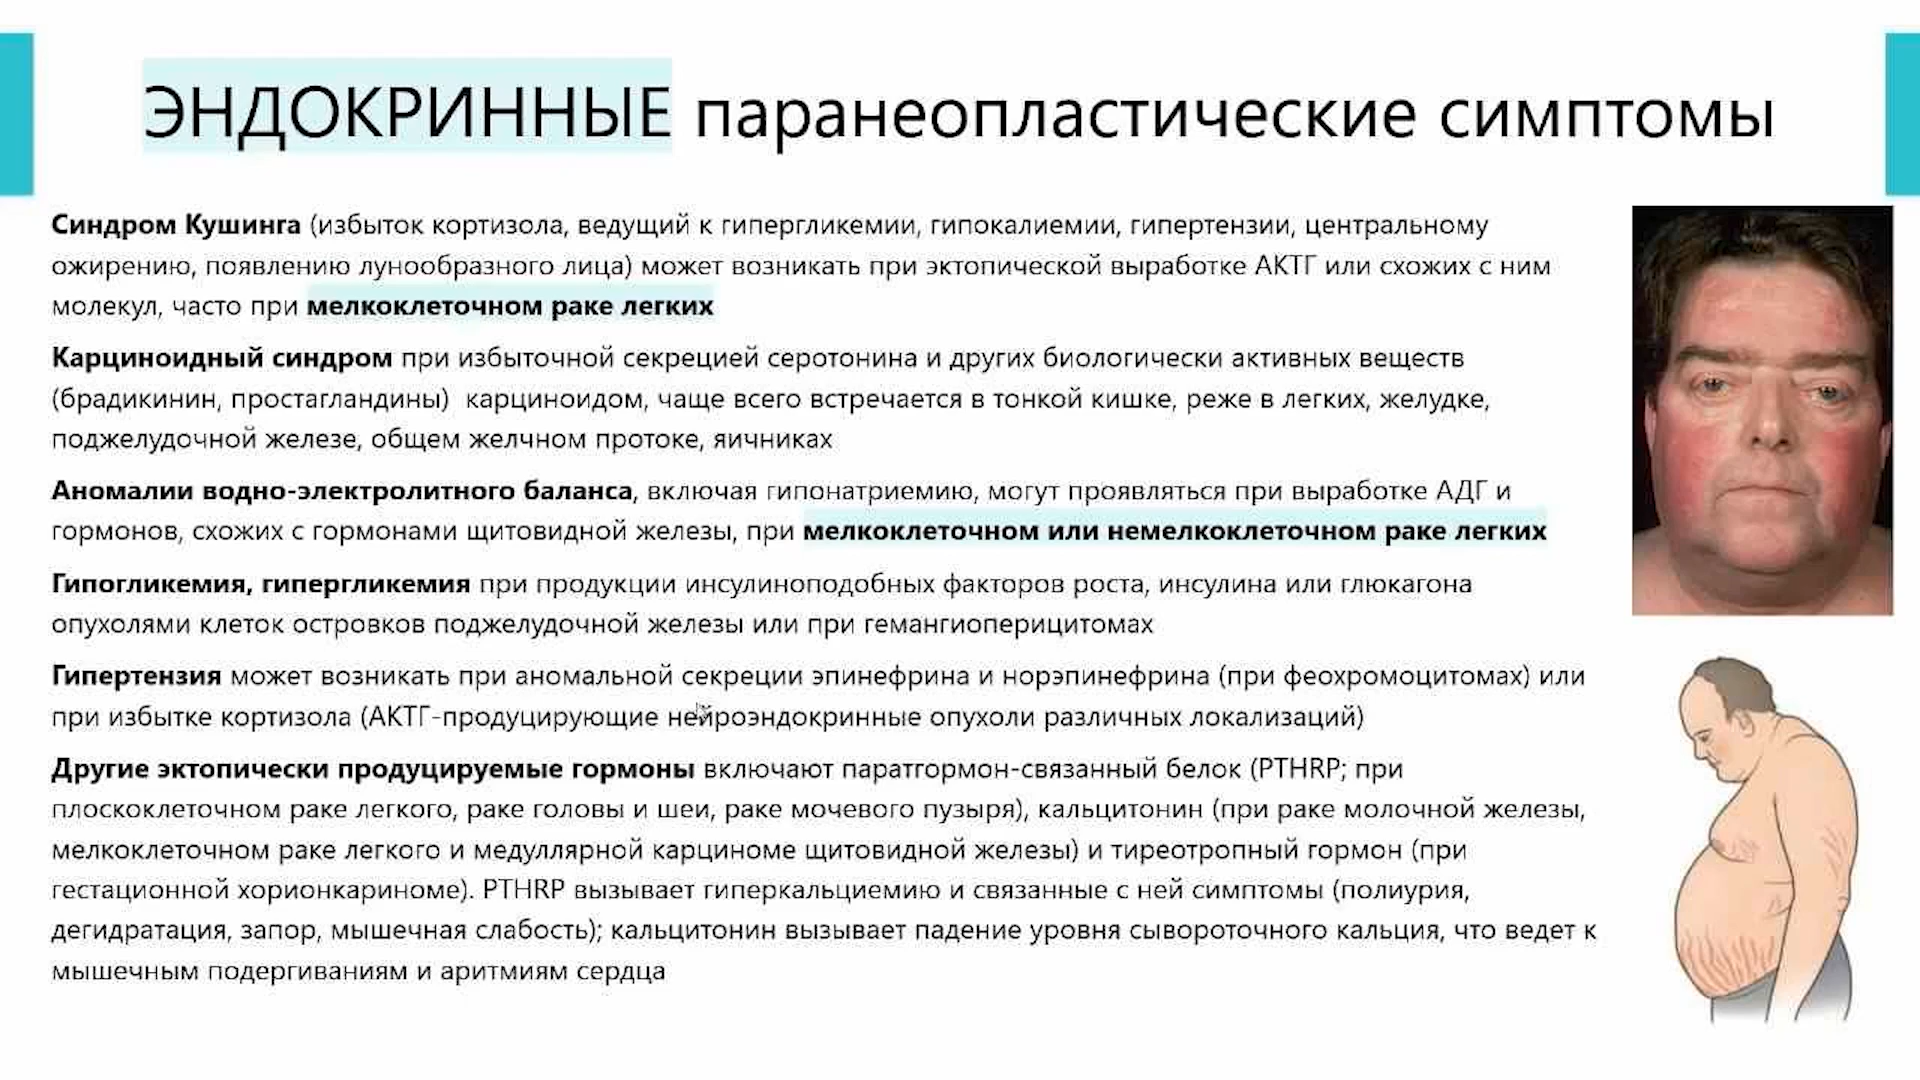 ЭНДОКРИННЫЕ паранеопластические симптомы
Синдром Кушинга (избыток кортизола, ведущий к гипергликемии, гипокалиемии, гипертензии, центральному
ожирению, появлению лунообразного лица) может возникать при эктопической выработке АКТГ или схожих с ним
молекул, часто при мелкоклеточном раке легких
Карциноидный синдром при избыточной секрецией серотонина и других биологически активных веществ
(брадикинин, простагландины) карциноидом, чаще всего встречается в тонкой кишке, реже в легких, желудке,
поджелудочной железе, общем желчном протоке, яичниках
Аномалии водно-электролитного баланса, включая гипонатриемию, могут проявляться при выработке АДГ и
гормонов, схожих с гормонами щитовидной железы, при мелкоклеточном или немелкоклеточном раке легких
Гипогликемия, гипергликемия при продукции инсулиноподобных факторов роста, инсулина или глюкагона
опухолями клеток островков поджелудочной железы или при гемангиоперицитомах
Гипертензия может возникать при аномальной секреции эпинефрина и норэпинефрина (при феохромоцитомах) или
при избытке кортизола (АКТГ-продуцирующие нейроэндокринные опухоли различных локализаций)
Другие эктопически продуцируемые гормоны включают паратгормон-связанный белок (PTHRP; при
плоскоклеточном раке легкого, раке головы и шеи, раке мочевого пузыря), кальцитонин (при раке молочной железы,
мелкоклеточном раке легкого и медуллярной карциноме щитовидной железы) и тиреотропный гормон (при
гестационной хорионкариноме). PTHRP вызывает гиперкальциемию и связанные с ней симптомы (полиурия,
дегидратация, запор, мышечная слабость); кальцитонин вызывает падение уровня сывороточного кальция, что ведет к
мышечным подергиваниям и аритмиям сердца